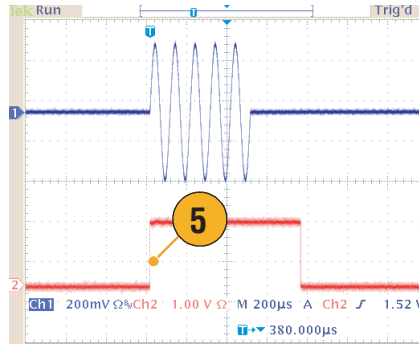 Tek Run Trig'd
T
T
1
5
2
Ch1 200mV Ω Ch2 1.00 V Ω M 200µs A Ch2 1.52 V
T 380.000µs